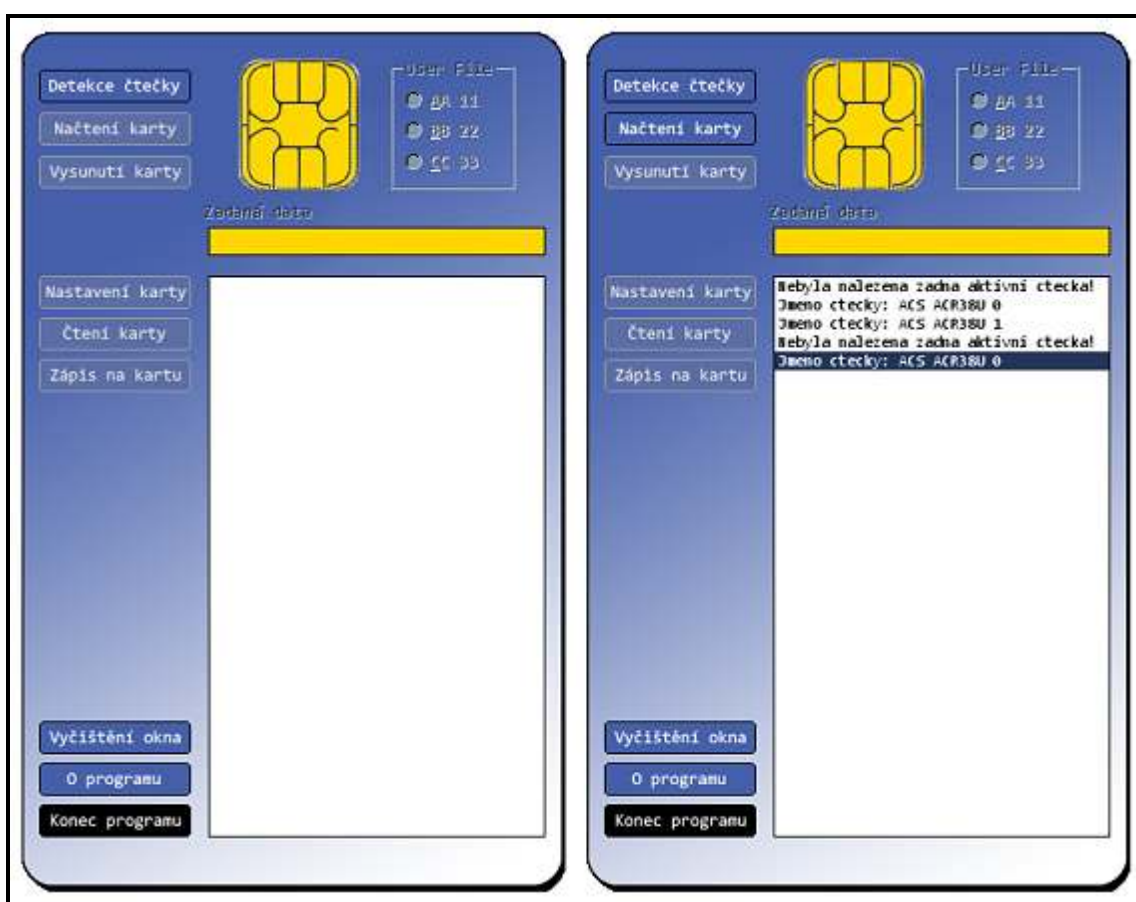 Detekce čtečky
Načtení karty
Vysunutí karty
User File
AA 11
BB 22
CC 33
Zadaná data
Nastavení karty
Čtení karty
Zápis na kartu
Vyčištění okna
O programu
Konec programu
Detekce čtečky
Načtení karty
Vysunutí karty
User File
AA 11
BB 22
CC 33
Zadaná data
Nastavení karty
Čtení karty
Zápis na kartu
Nebyla nalezena zadna aktivní ctecka!
Jmeno ctecky: ACS ACR38U 0
Jmeno ctecky: ACS ACR38U 1
Nebyla nalezena zadna aktivní ctecka!
Jmeno ctecky: ACS ACR38U 0
Vyčištění okna
O programu
Konec programu